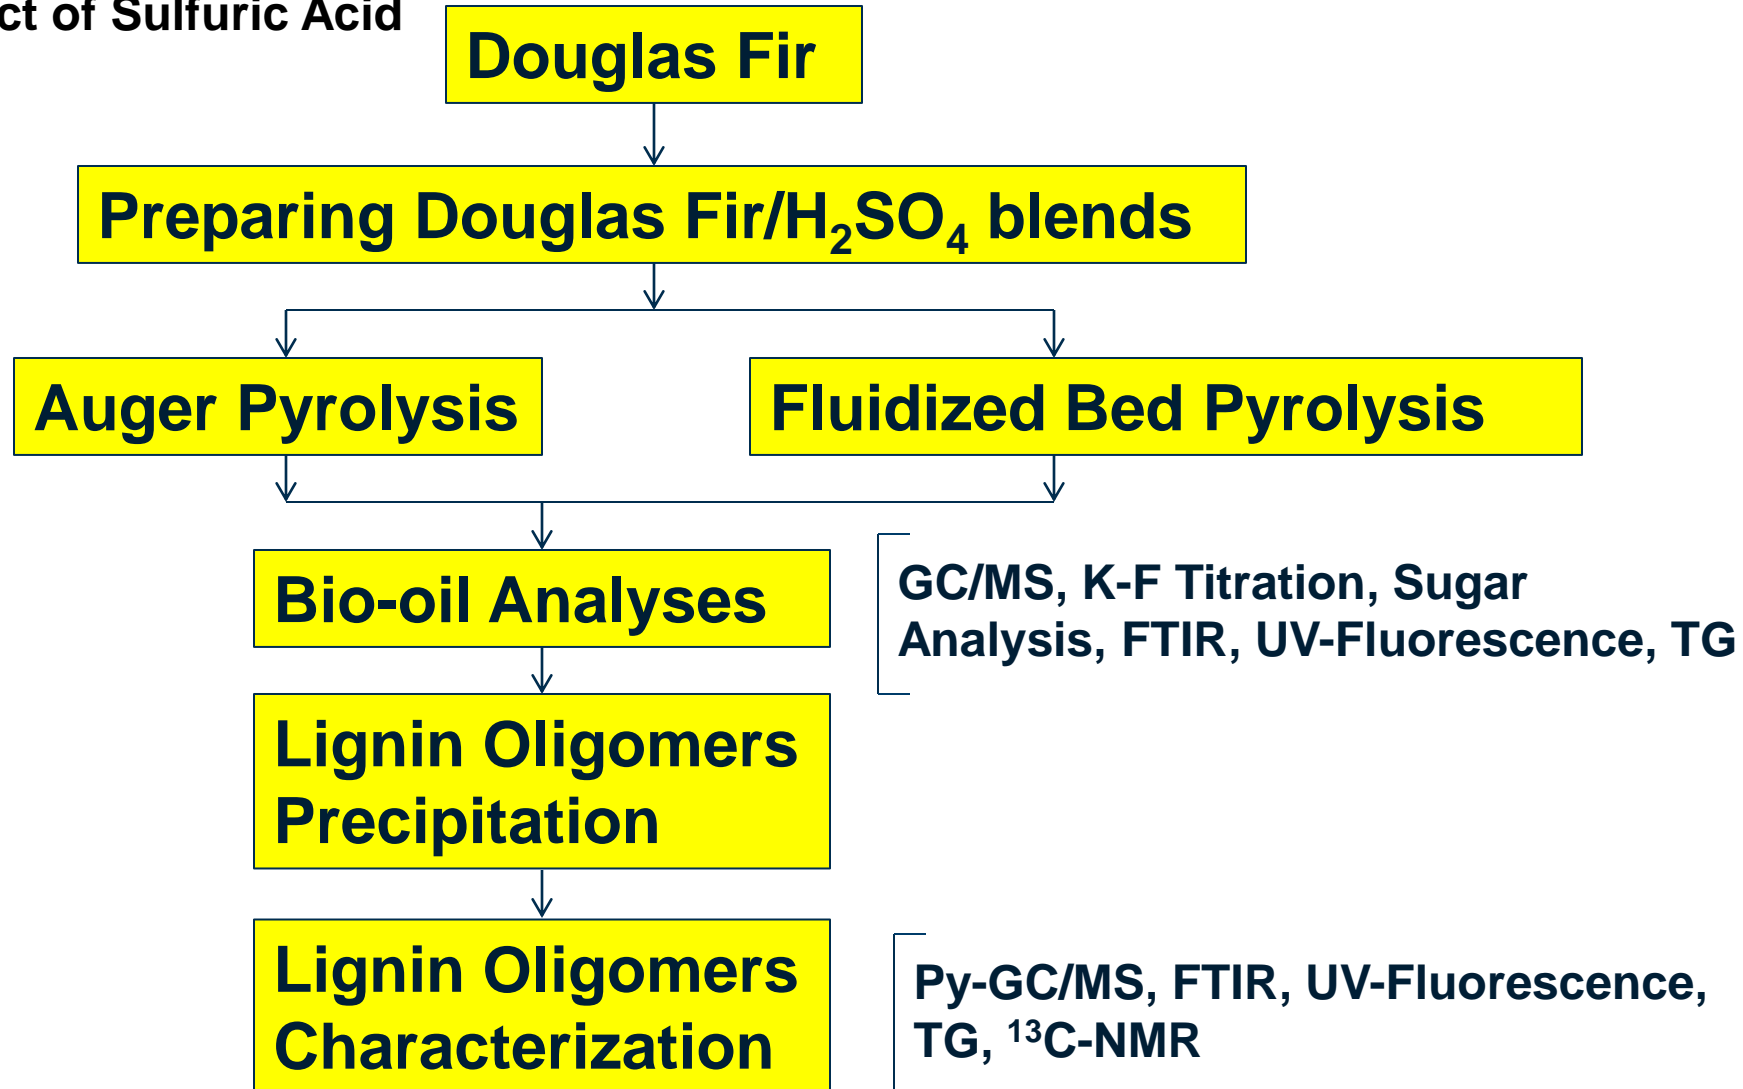 ct of Sulfuric Acid
Douglas Fir
Preparing Douglas Fir/H₂SO₄ blends
Auger Pyrolysis
Fluidized Bed Pyrolysis
Bio-oil Analyses
GC/MS, K-F Titration, Sugar
Analysis, FTIR, UV-Fluorescence, TG
Lignin Oligomers
Precipitation
Lignin Oligomers
Characterization
Py-GC/MS, FTIR, UV-Fluorescence,
TG, ¹³C-NMR